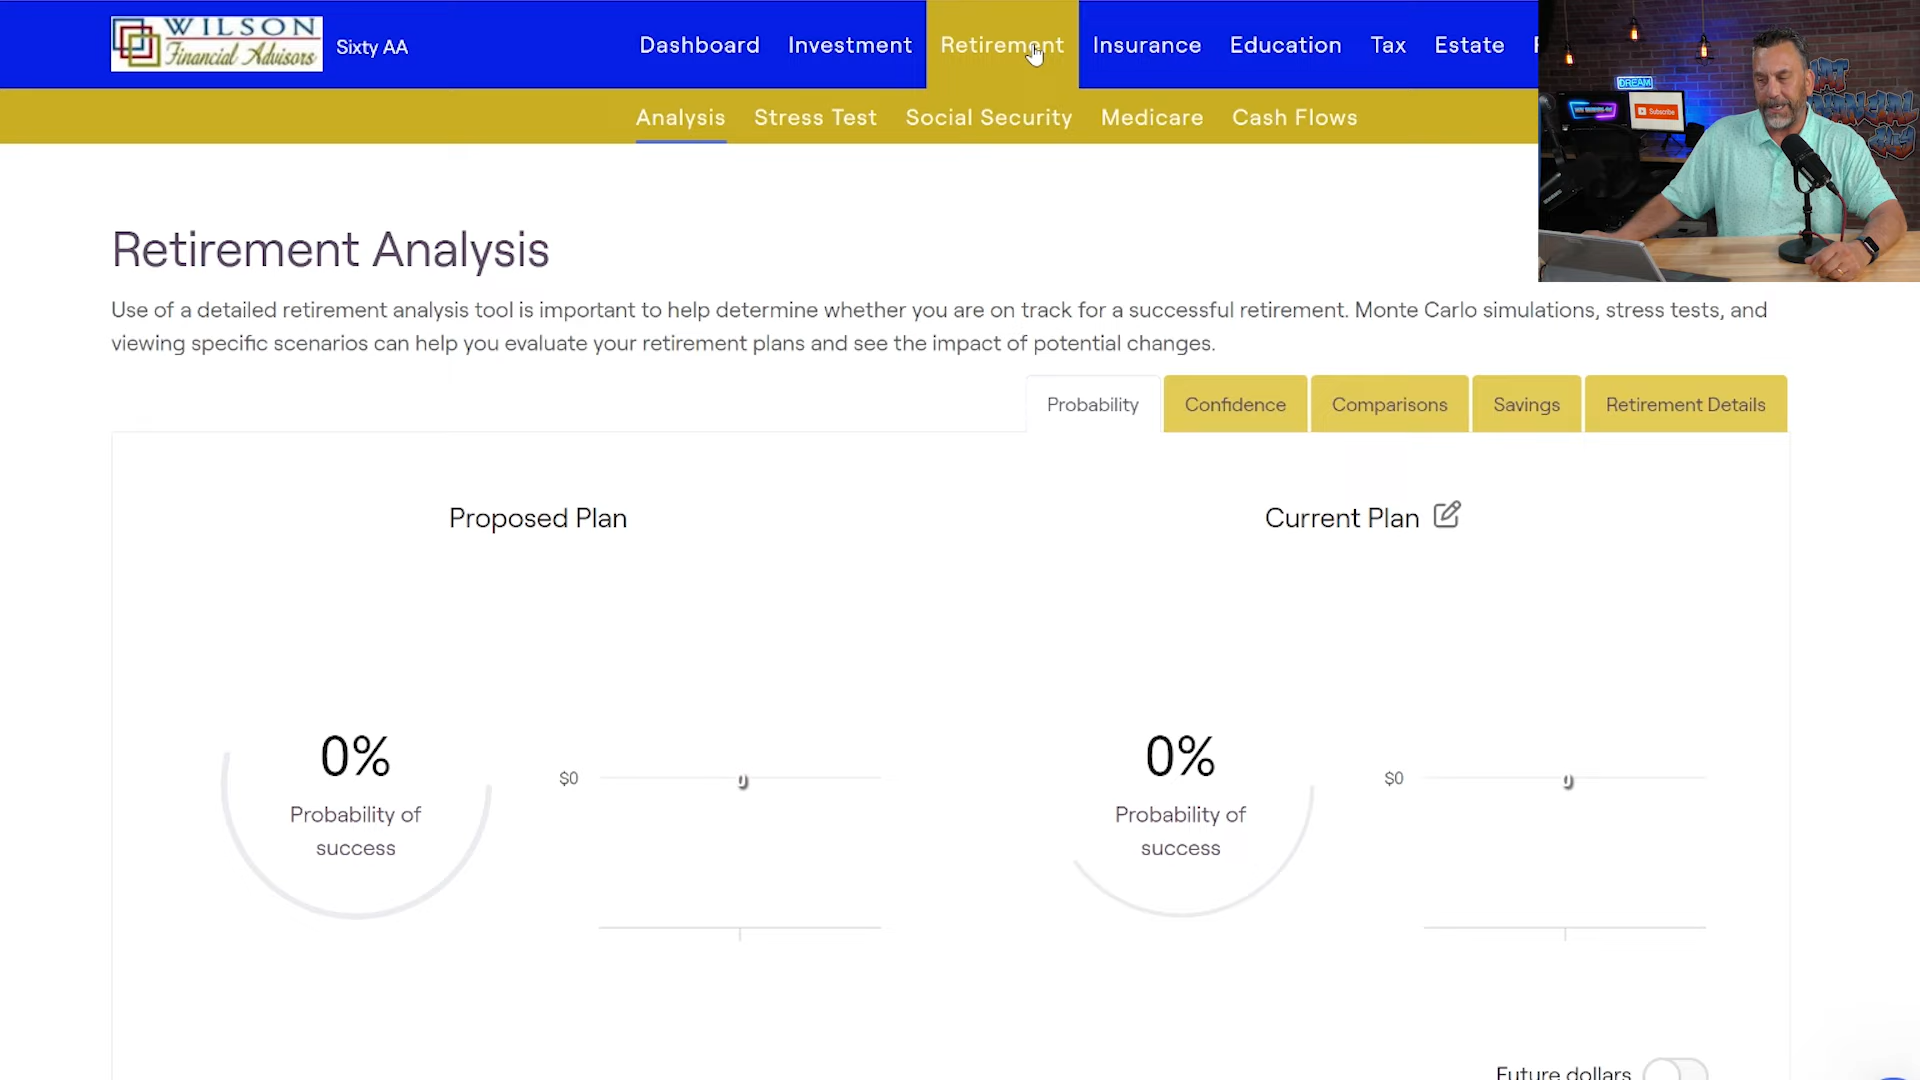 WILSON
Financial Advisors
Sixty AA
Dashboard
Investment
Retirement
Insurance
Education
Tax
Estate
Analysis
Stress Test
Social Security
Medicare
Cash Flows
DREAM
Subscribe
Retirement Analysis
Use of a detailed retirement analysis tool is important to help determine whether you are on track for a successful retirement. Monte Carlo simulations, stress tests, and
viewing specific scenarios can help you evaluate your retirement plans and see the impact of potential changes.
Probability
Confidence
Comparisons
Savings
Retirement Details
Proposed Plan
Current Plan
0%
Probability of
success
$0
0
0%
Probability of
success
$0
0
Future dollars